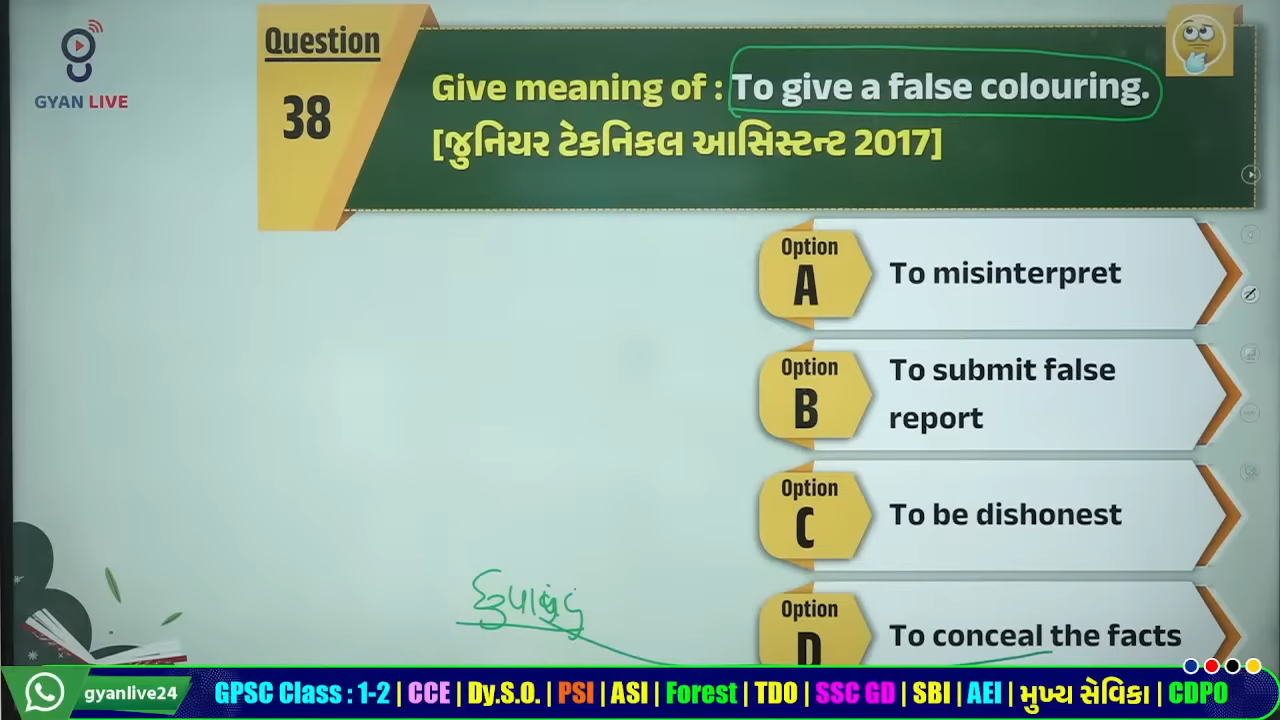 GYAN LIVE
Question
38
Give meaning of : To give a false colouring.
[જુનિયર ટેકનિકલ આસિસ્ટન્ટ 2017]
Option
A
To misinterpret
Option
B
To submit false
report
Option
C
To be dishonest
Option
D
To conceal the facts
gyanlive24
GPSC Class : 1-2 | CCE | Dy.S.O. | PSI | ASI | Forest | TDO | SSC GD | SBI | AEI | મુખ્ય સેવિકા | CDPO